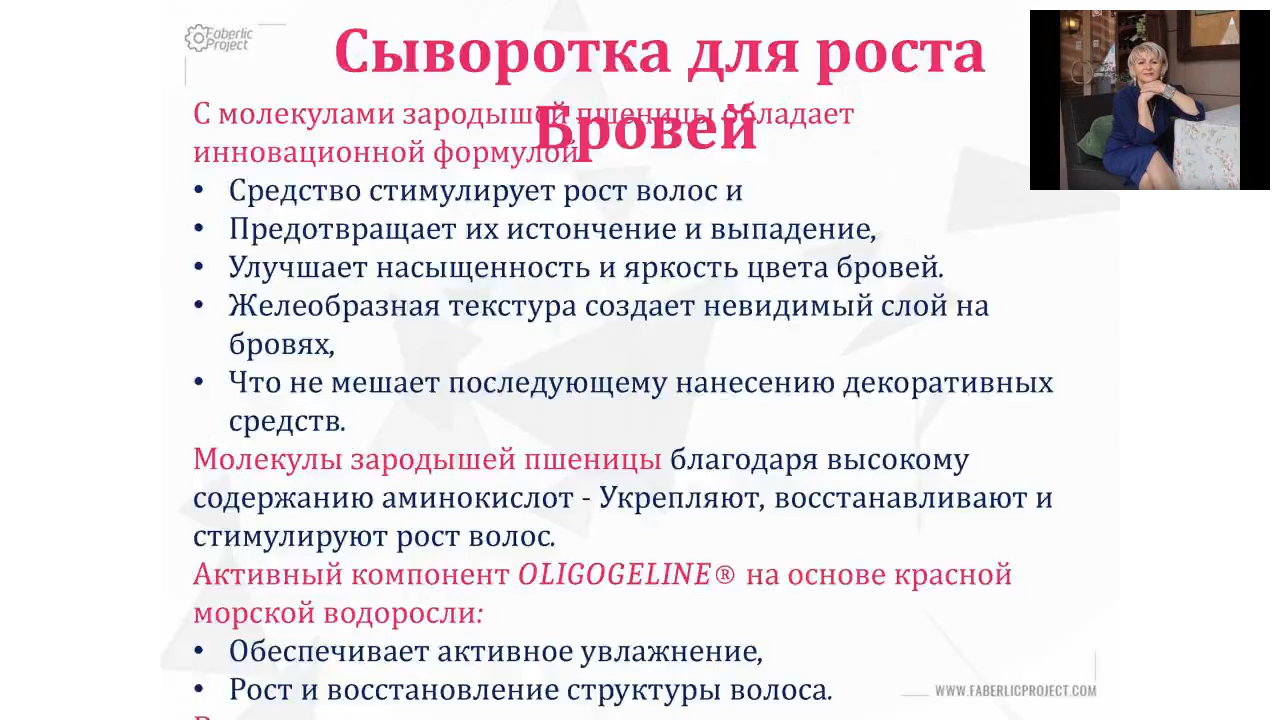 Faberlic
Project
Сыворотка для роста
Бровей
С молекулами зародышей пшеницы обладает
инновационной формулой
• Средство стимулирует рост волос и
• Предотвращает их истончение и выпадение,
• Улучшает насыщенность и яркость цвета бровей.
• Желеобразная текстура создает невидимый слой на
бровях,
• Что не мешает последующему нанесению декоративных
средств.
Молекулы зародышей пшеницы благодаря высокому
содержанию аминокислот - Укрепляют, восстанавливают и
стимулируют рост волос.
Активный компонент OLIGOGELINE® на основе красной
морской водоросли:
• Обеспечивает активное увлажнение,
• Рост и восстановление структуры волоса.
WWW.FABERLICPROJECT.COM